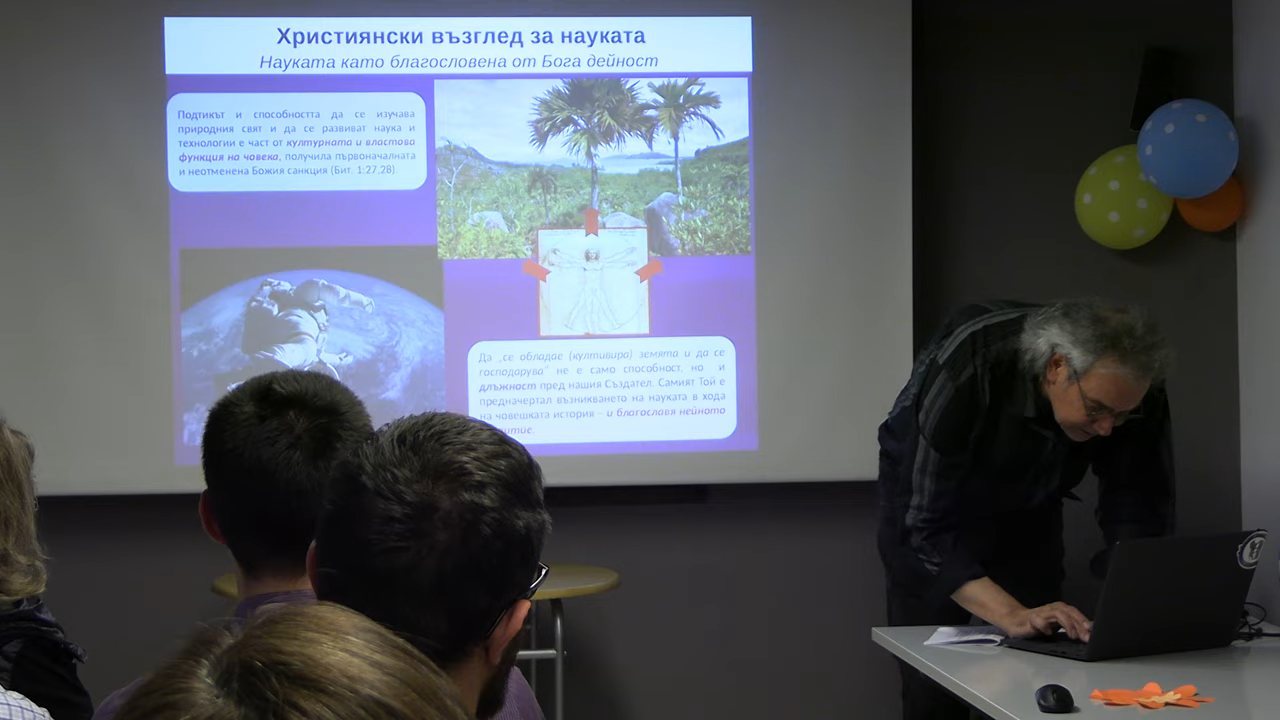 Християнски възглед за науката
Науката като благословена от Бога дейност
Подтикът и способността да се изучава
природния свят и да се развиват наука и
технологии е част от културната и властова
функция на човека, получила първоначалната
и неотменена Божия санкция (Бит. 1:27,28).
Да „се обладае (култивира) земята и да се
господарува" не е само способност, но и
длъжност пред нашия Създател. Самият Той е
предначертал възникването на науката в хода
на човешката история – и благославя нейното